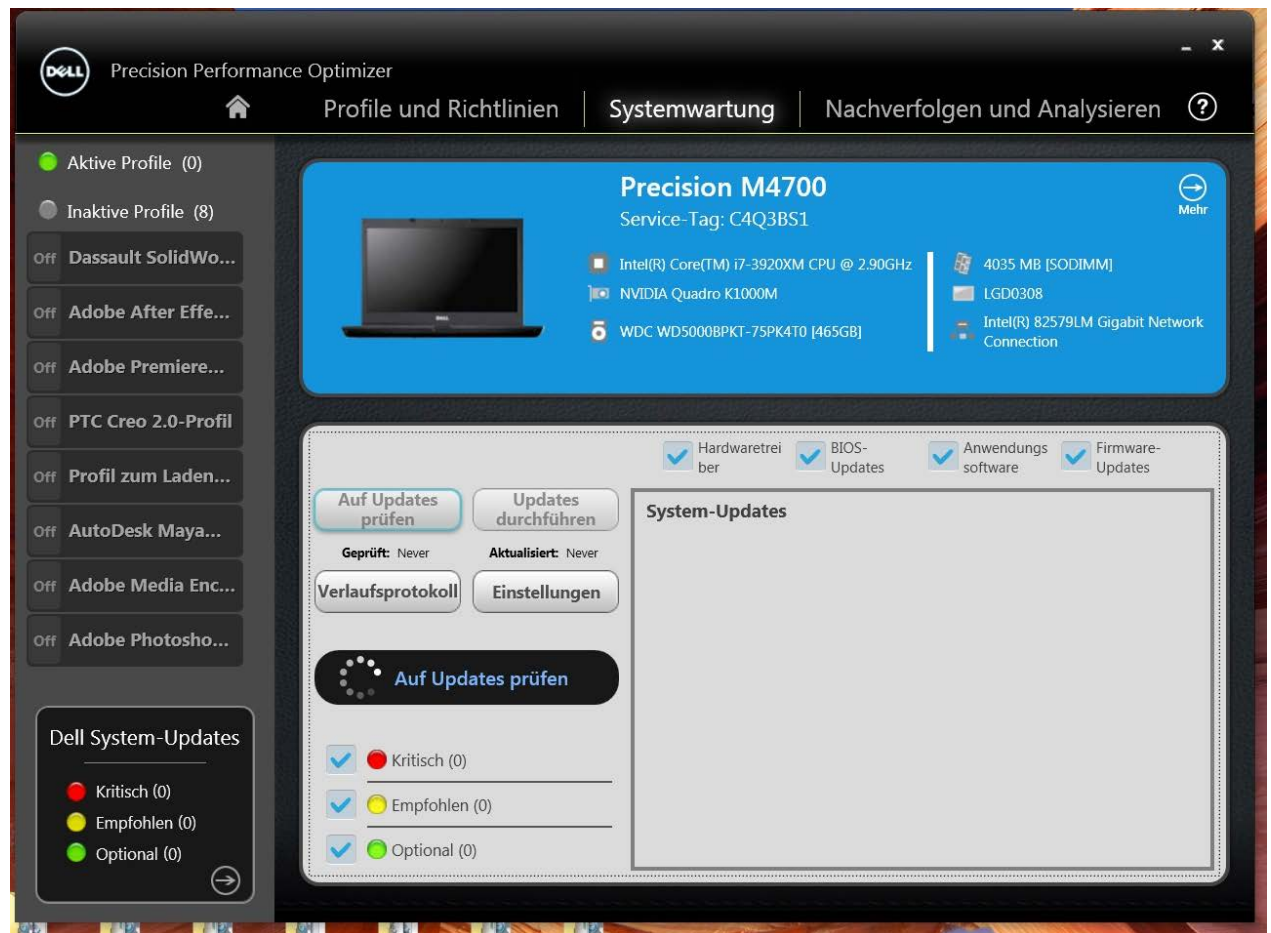 DELL
Precision Performance Optimizer
Profile und Richtlinien
Systemwartung
Nachverfolgen und Analysieren
?
Aktive Profile (0)
Inaktive Profile (8)
Off Dassault SolidWo...
Off Adobe After Effe...
Off Adobe Premiere...
Off PTC Creo 2.0-Profil
Off Profil zum Laden...
Off AutoDesk Maya...
Off Adobe Media Enc...
Off Adobe Photosho...
Dell System-Updates
Kritisch (0)
Empfohlen (0)
Optional (0)
Precision M4700
Service-Tag: C4Q3BS1
Mehr
Intel(R) Core(TM) i7-3920XM CPU @ 2.90GHz
NVIDIA Quadro K1000M
WDC WD5000BPKT-75PK4T0 [465GB]
4035 MB [SODIMM]
LGD0308
Intel(R) 82579LM Gigabit Network
Connection
Hardwaretrei
ber
BIOS-
Updates
Anwendungs
software
Firmware-
Updates
Auf Updates
prüfen
Updates
durchführen
Geprüft: Never
Aktualisiert: Never
Verlaufsprotokoll
Einstellungen
Auf Updates prüfen
Kritisch (0)
Empfohlen (0)
Optional (0)
System-Updates